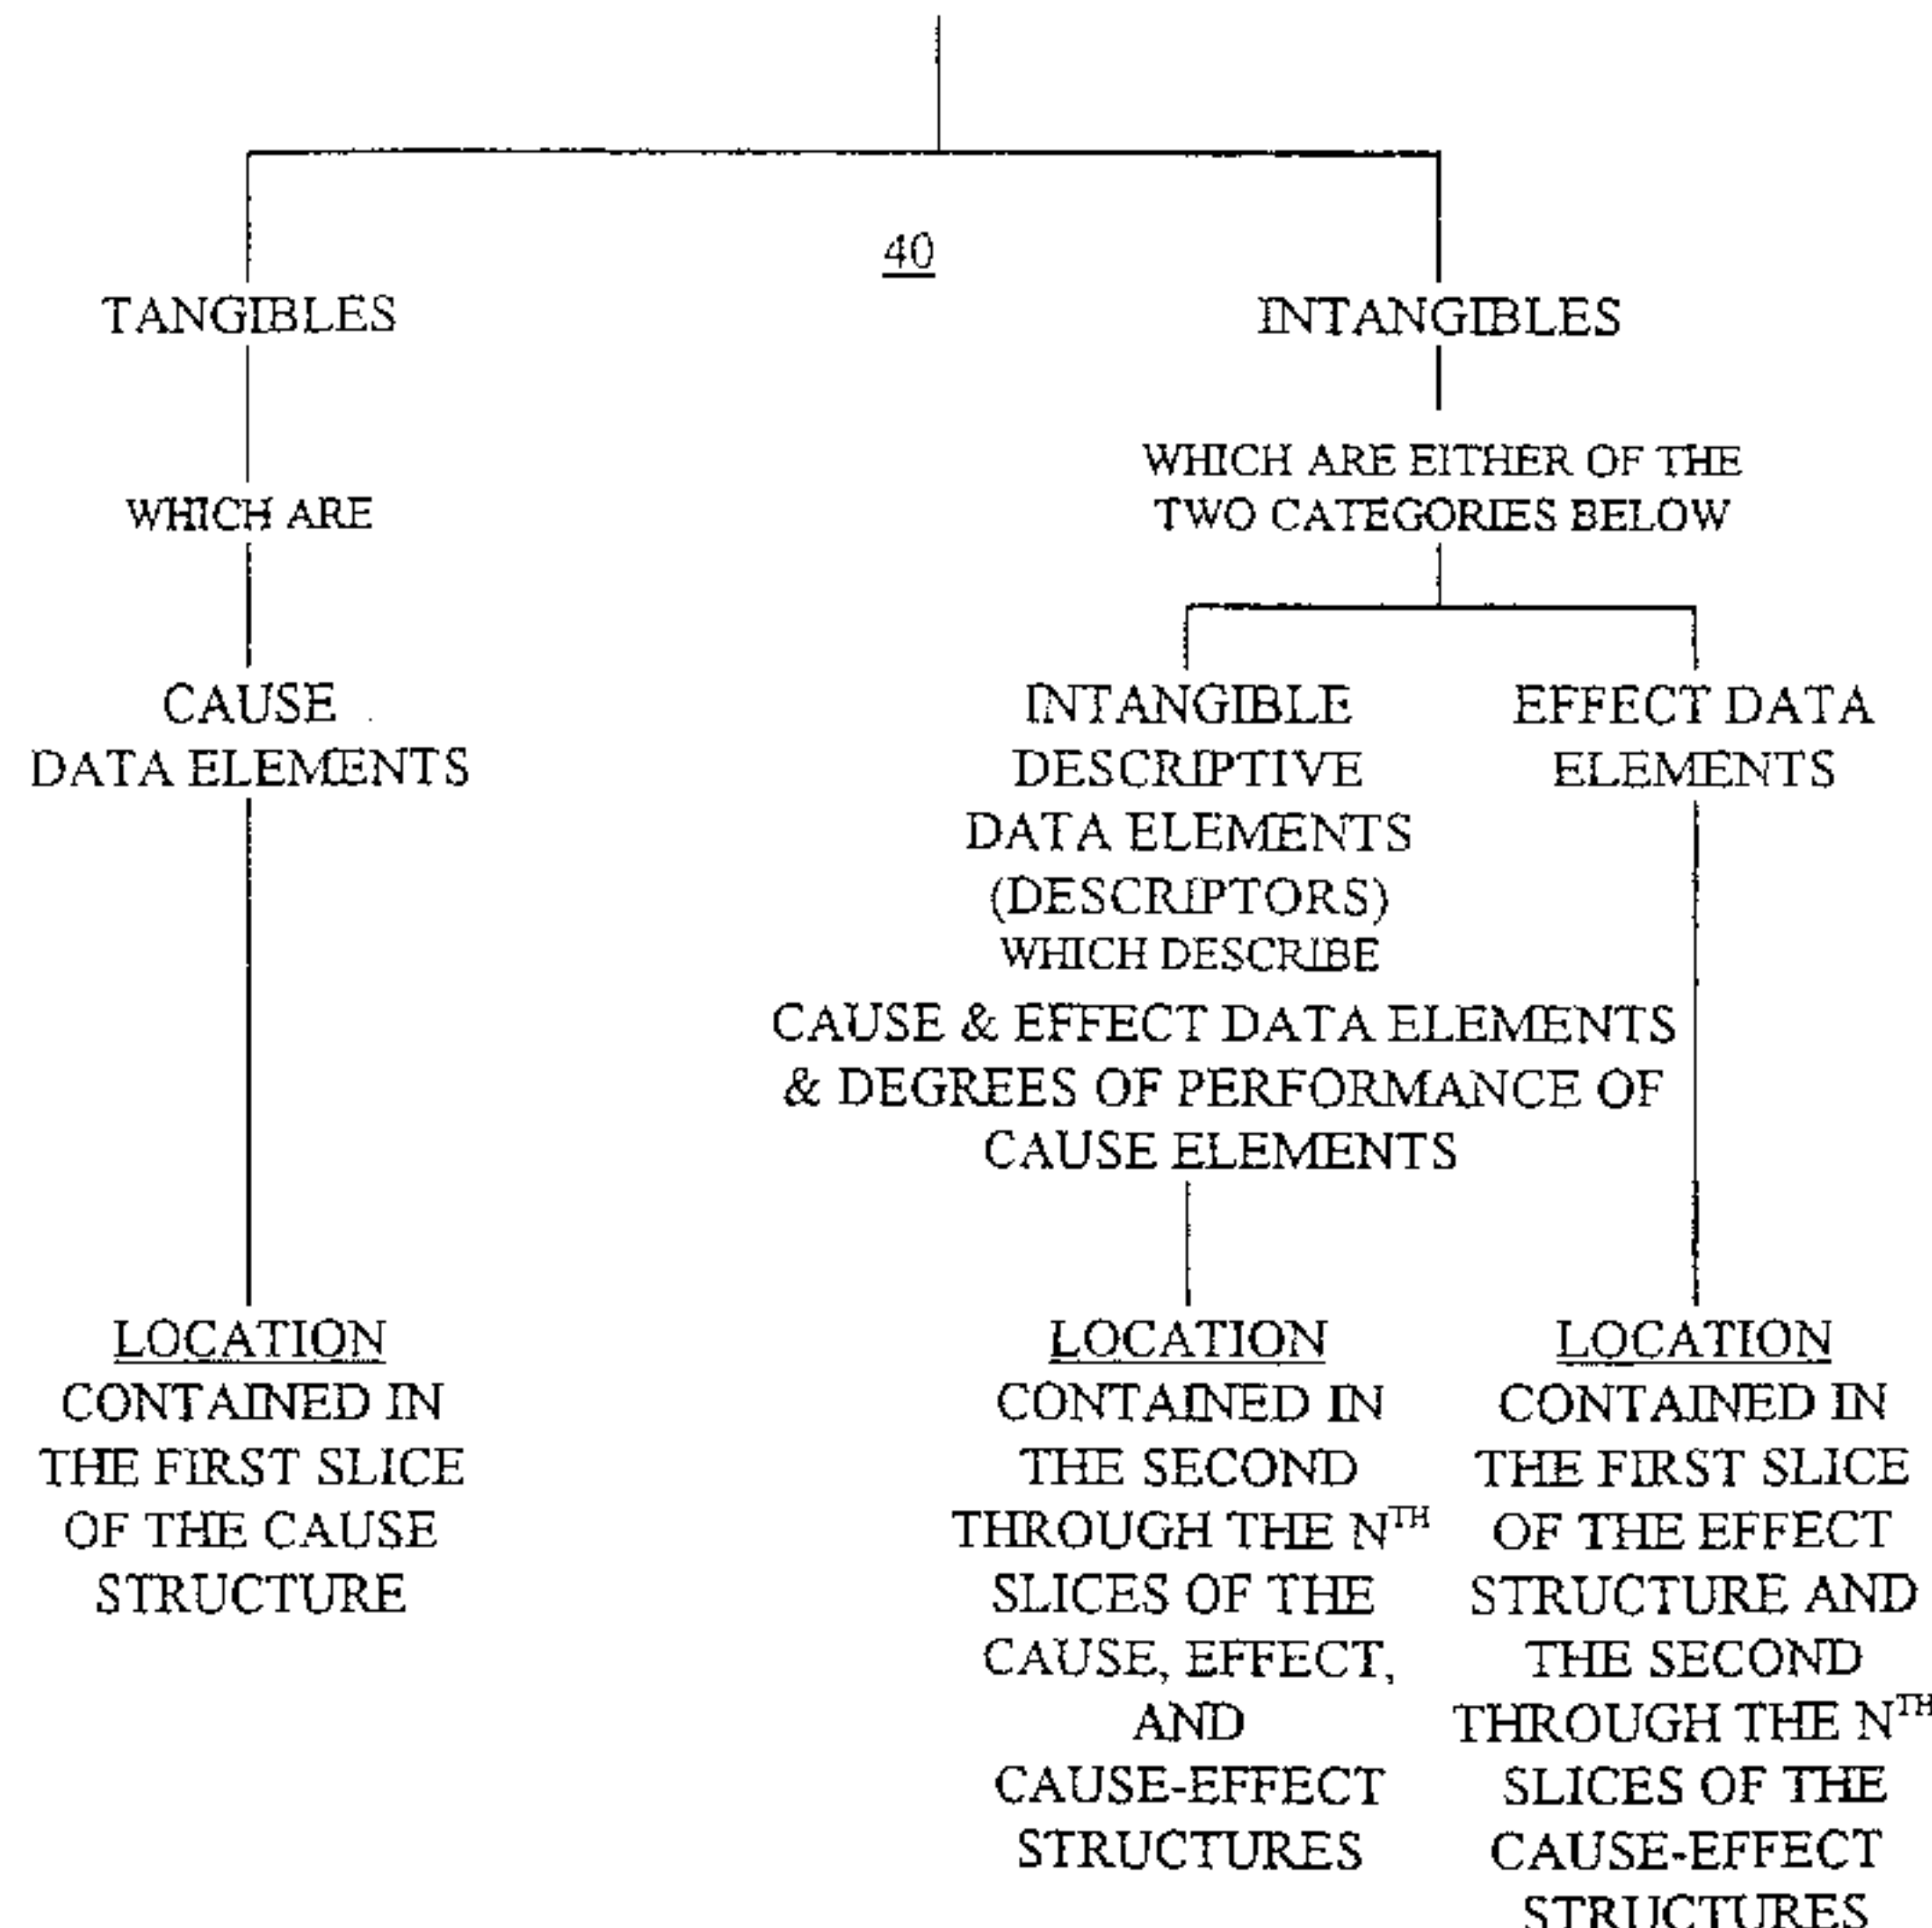 40
TANGIBLES
WHICH ARE
CAUSE
DATA ELEMENTS
LOCATION
CONTAINED IN
THE FIRST SLICE
OF THE CAUSE
STRUCTURE
INTANGIBLES
WHICH ARE EITHER OF THE
TWO CATEGORIES BELOW
INTANGIBLE
DESCRIPTIVE
DATA ELEMENTS
(DESCRIPTORS)
WHICH DESCRIBE
CAUSE & EFFECT DATA ELEMENTS
& DEGREES OF PERFORMANCE OF
CAUSE ELEMENTS
LOCATION
CONTAINED IN
THE SECOND
THROUGH THE NTH
SLICES OF THE
CAUSE, EFFECT,
AND
CAUSE-EFFECT
STRUCTURES
EFFECT DATA
ELEMENTS
LOCATION
CONTAINED IN
THE FIRST SLICE
OF THE EFFECT
STRUCTURE AND
THE SECOND
THROUGH THE NTH
SLICES OF THE
CAUSE-EFFECT
STRUCTURES